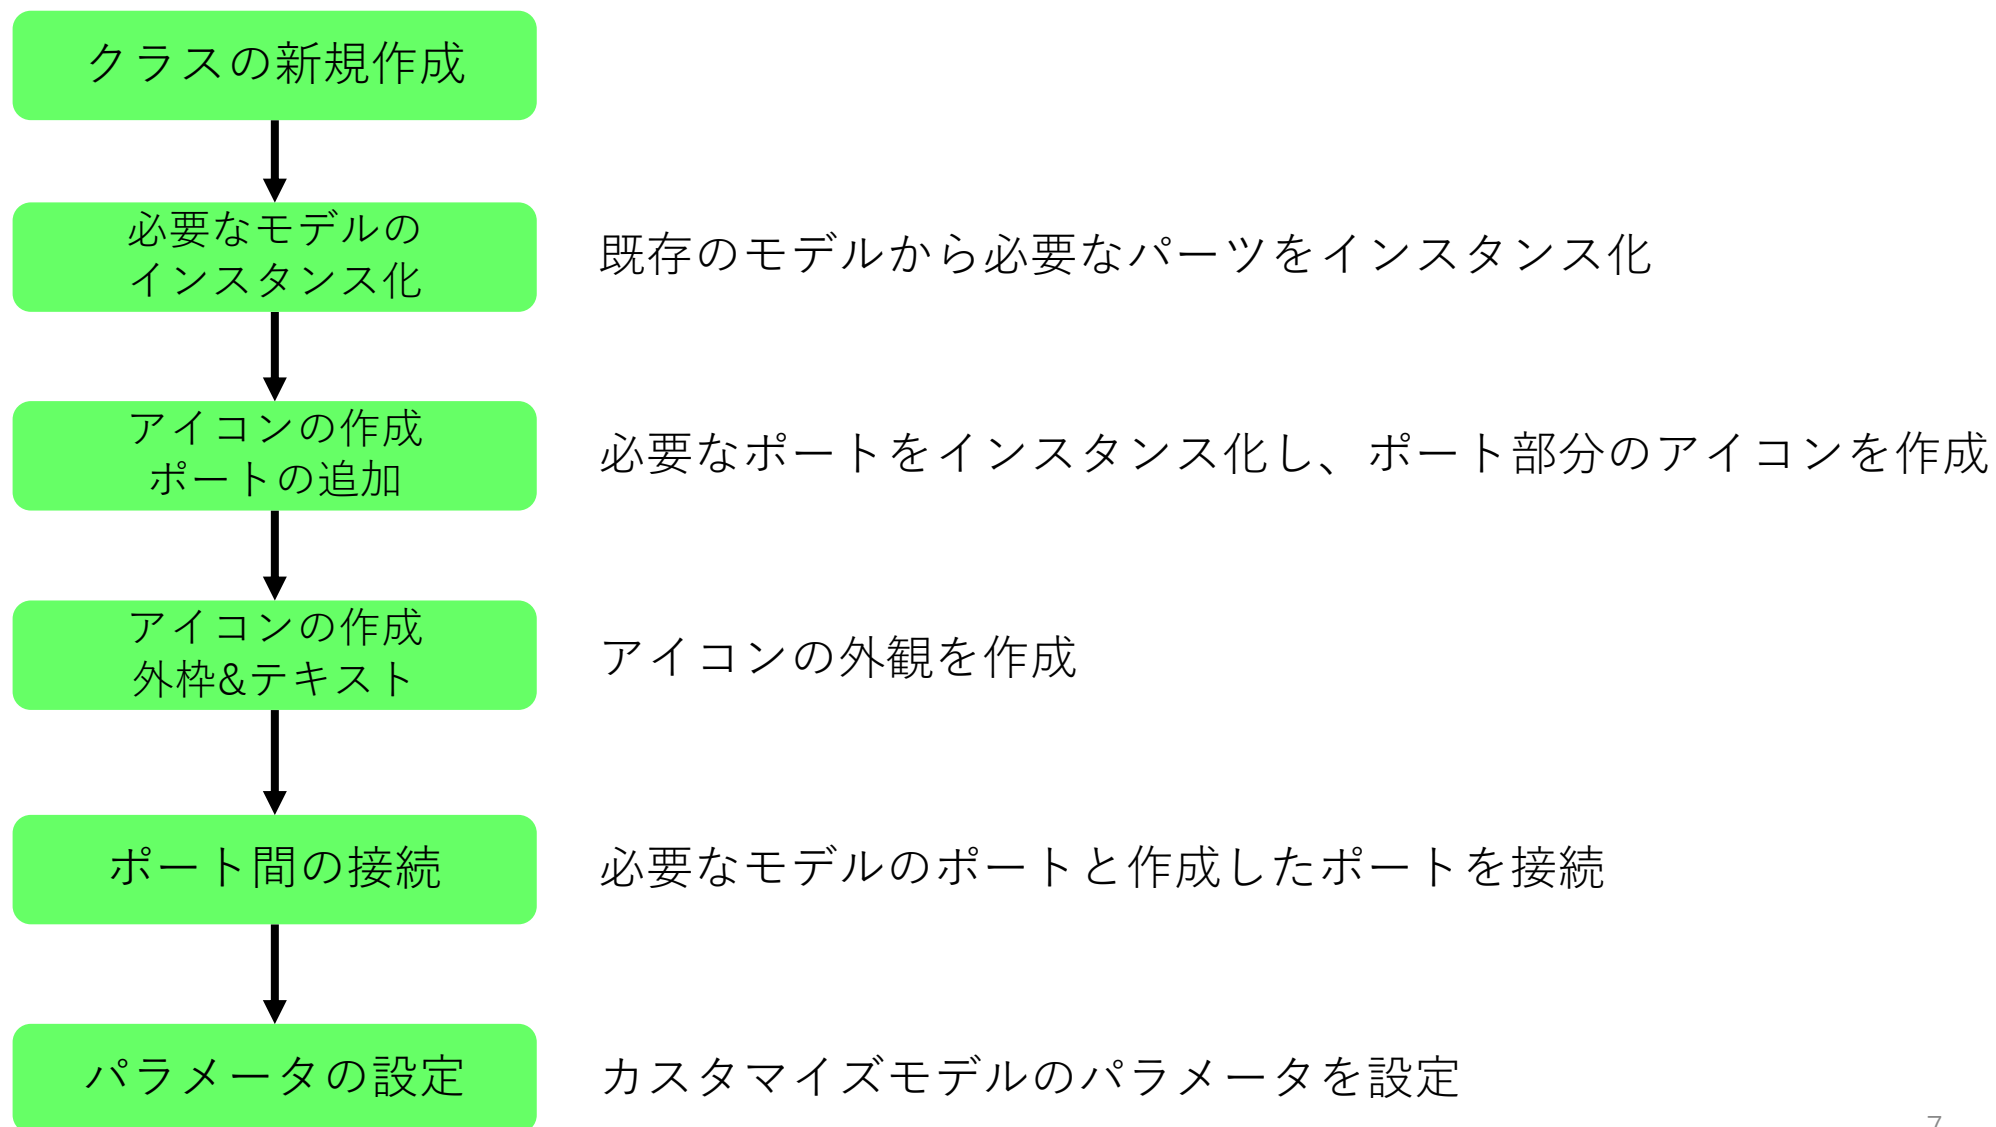 クラスの新規作成
必要なモデルの
インスタンス化
既存のモデルから必要なパーツをインスタンス化
アイコンの作成
ポートの追加
必要なポートをインスタンス化し、ポート部分のアイコンを作成
アイコンの作成
外枠&テキスト
アイコンの外観を作成
ポート間の接続
必要なモデルのポートと作成したポートを接続
パラメータの設定
カスタマイズモデルのパラメータを設定
7